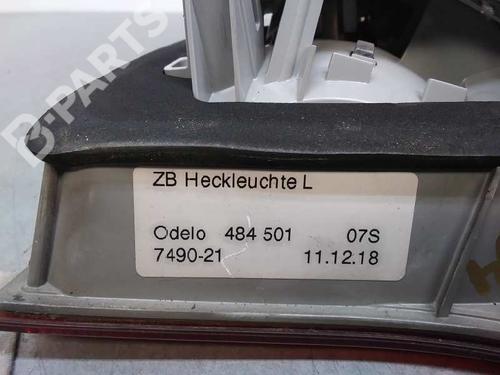 B-PARTS
ZB Heckleuchte L
Odelo 484 501 07S
7490-21 11.12.18